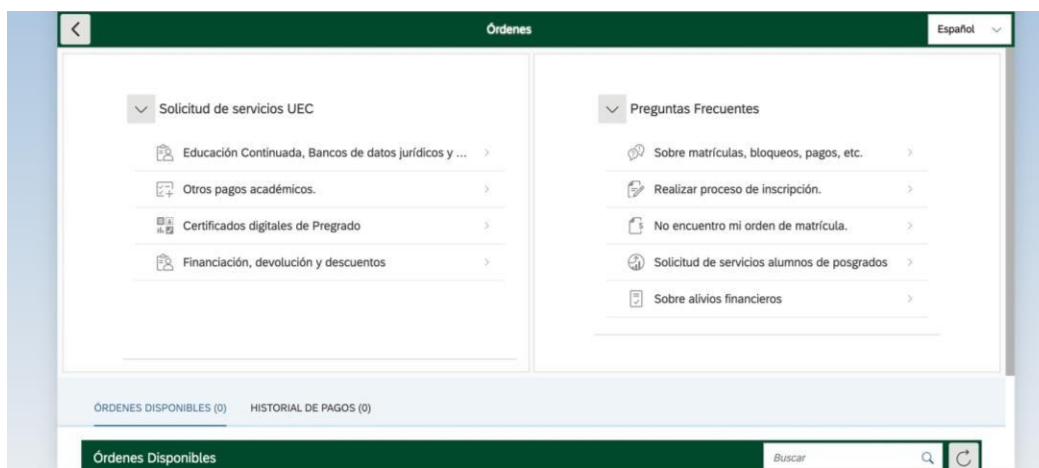 Órdenes
Español
Solicitud de servicios UEC
Educación Continuada, Bancos de datos jurídicos y ...
Otros pagos académicos.
Certificados digitales de Pregrado
Financiación, devolución y descuentos
Preguntas Frecuentes
Sobre matrículas, bloqueos, pagos, etc.
Realizar proceso de inscripción.
No encuentro mi orden de matrícula.
Solicitud de servicios alumnos de posgrados
Sobre alivios financieros
ÓRDENES DISPONIBLES (0) HISTORIAL DE PAGOS (0)
Órdenes Disponibles
Buscar